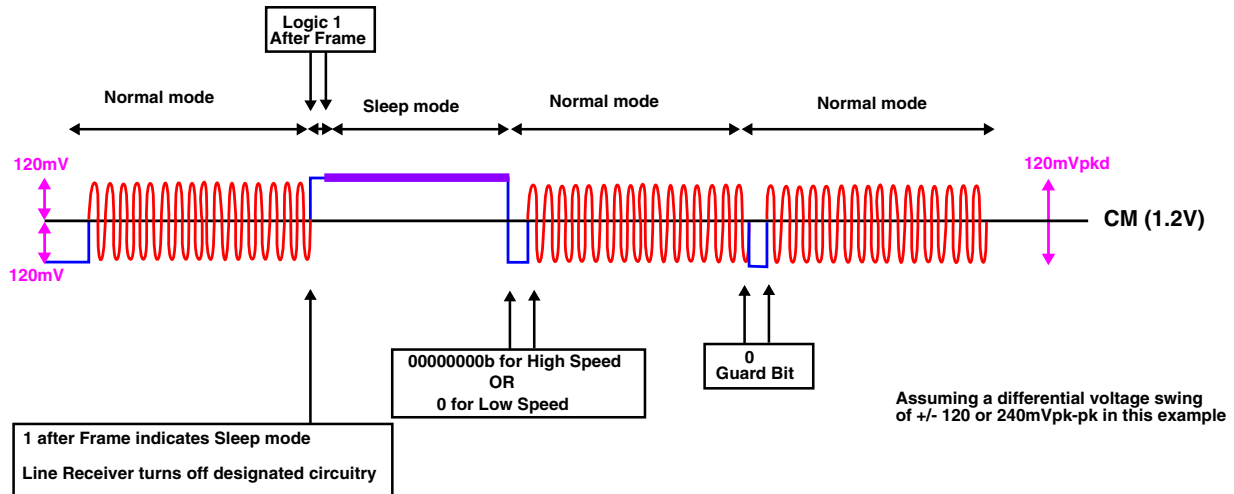 Logic 1
After Frame
Normal mode
Sleep mode
Normal mode
Normal mode
120mV
120mVpkd
CM (1.2V)
120mV
00000000b for High Speed
OR
0 for Low Speed
0
Guard Bit
Assuming a differential voltage swing
of +/- 120 or 240mVpk-pk in this example
1 after Frame indicates Sleep mode
Line Receiver turns off designated circuitry